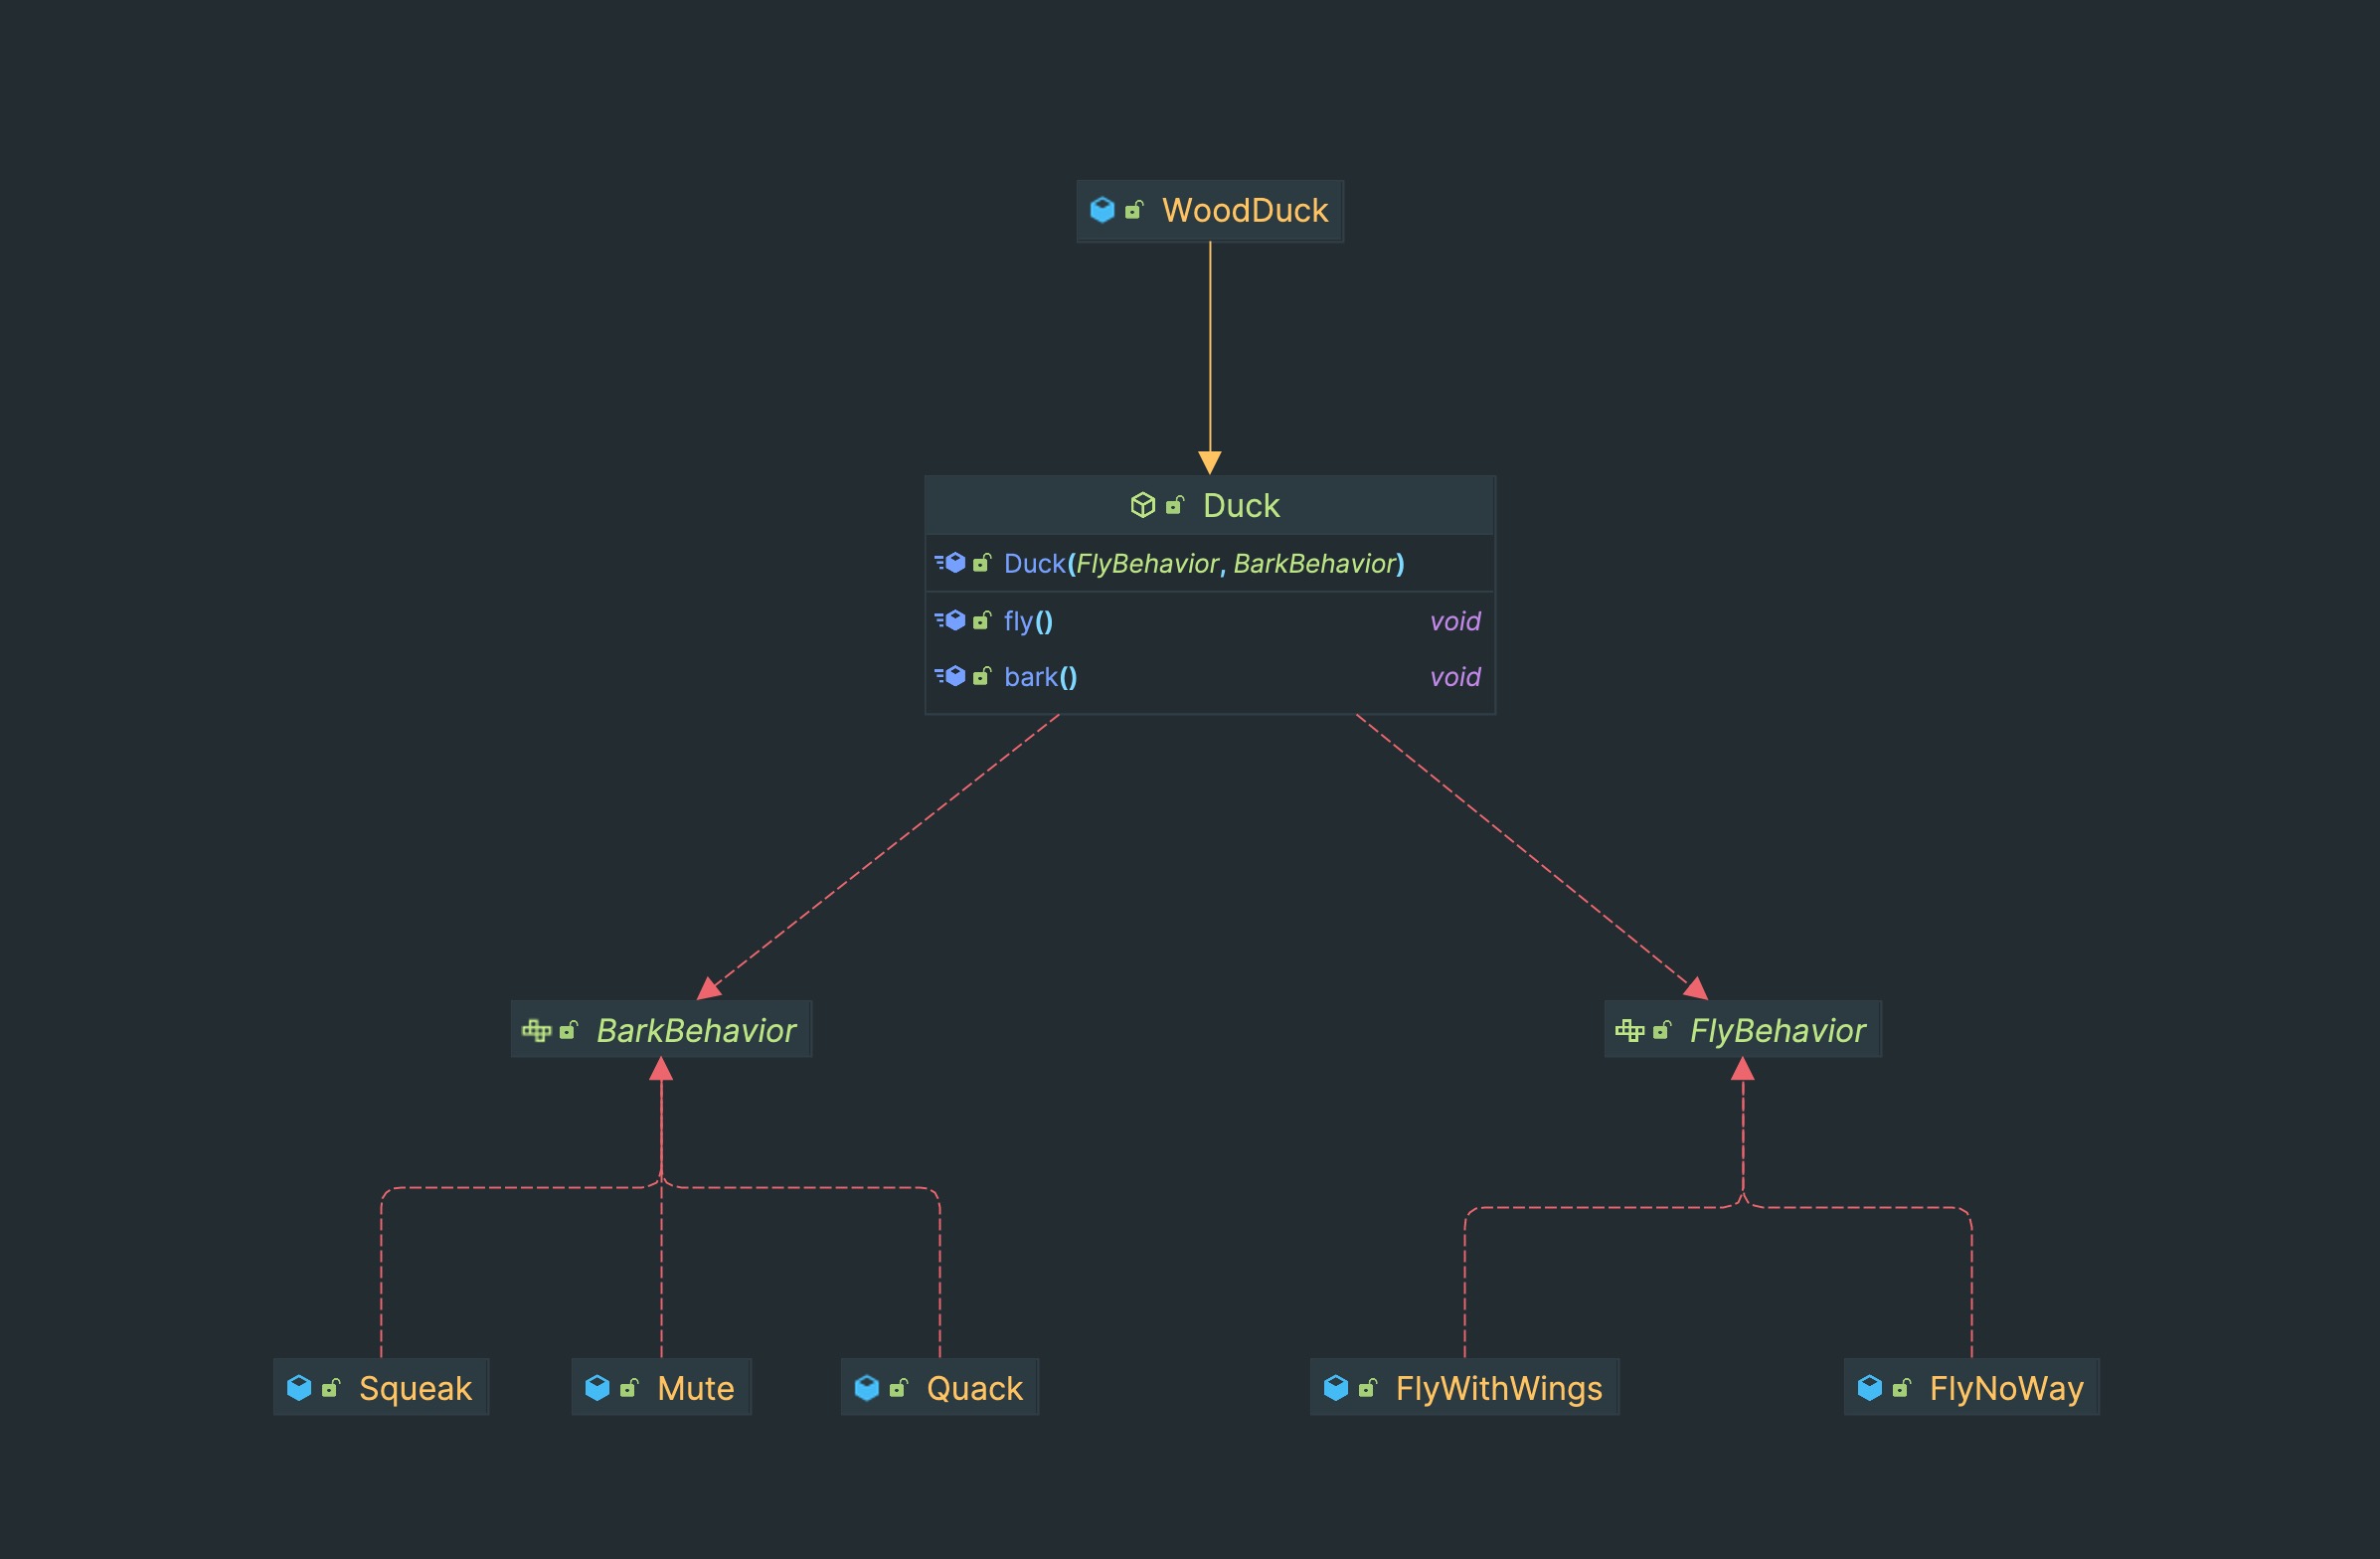 WoodDuck
Duck
Duck(FlyBehavior, BarkBehavior)
fly() void
bark() void
BarkBehavior
FlyBehavior
Squeak
Mute
Quack
FlyWithWings
FlyNoWay